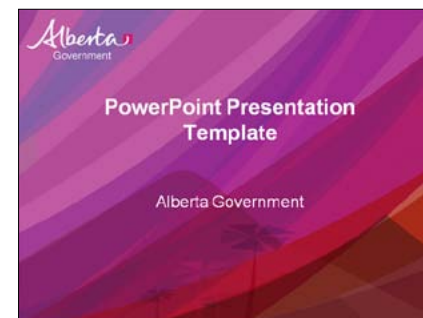 Alberta
Government
PowerPoint Presentation
Template
Alberta Government